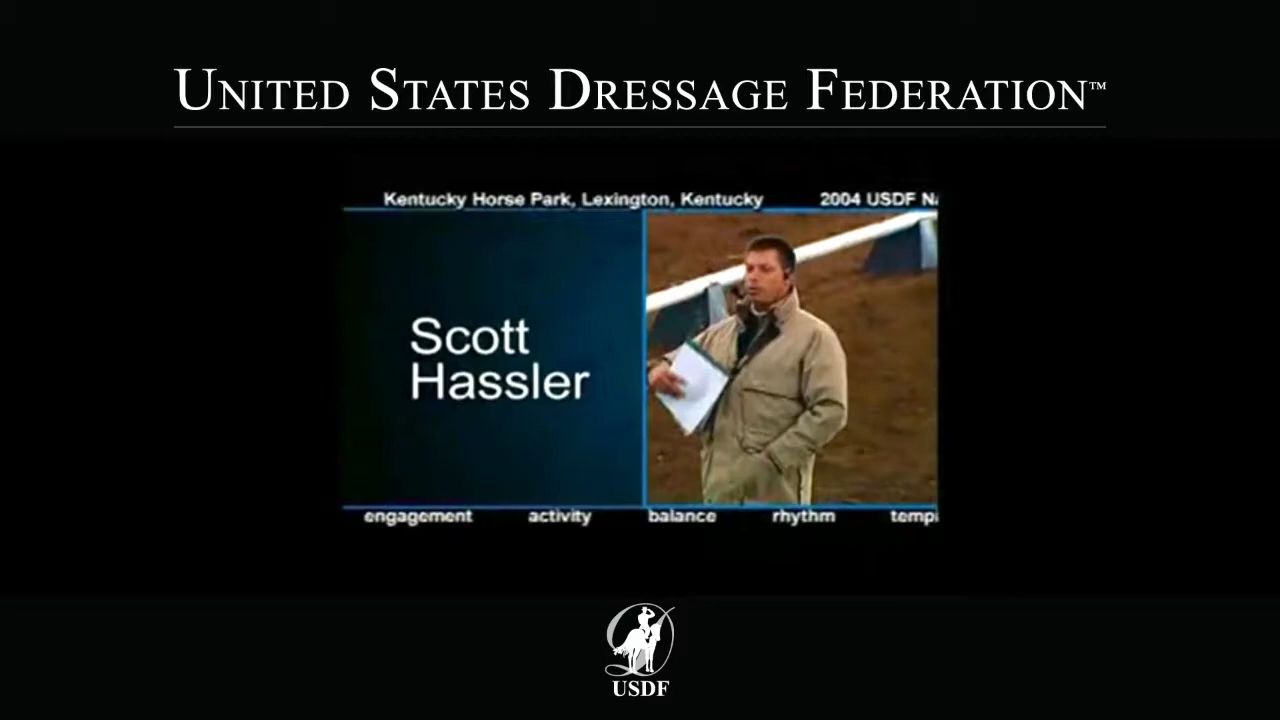 UNITED STATES DRESSAGE FEDERATION™
Kentucky Horse Park, Lexington, Kentucky 2004 USDF
Scott
Hassler
engagement activity balance rhythm
USDF